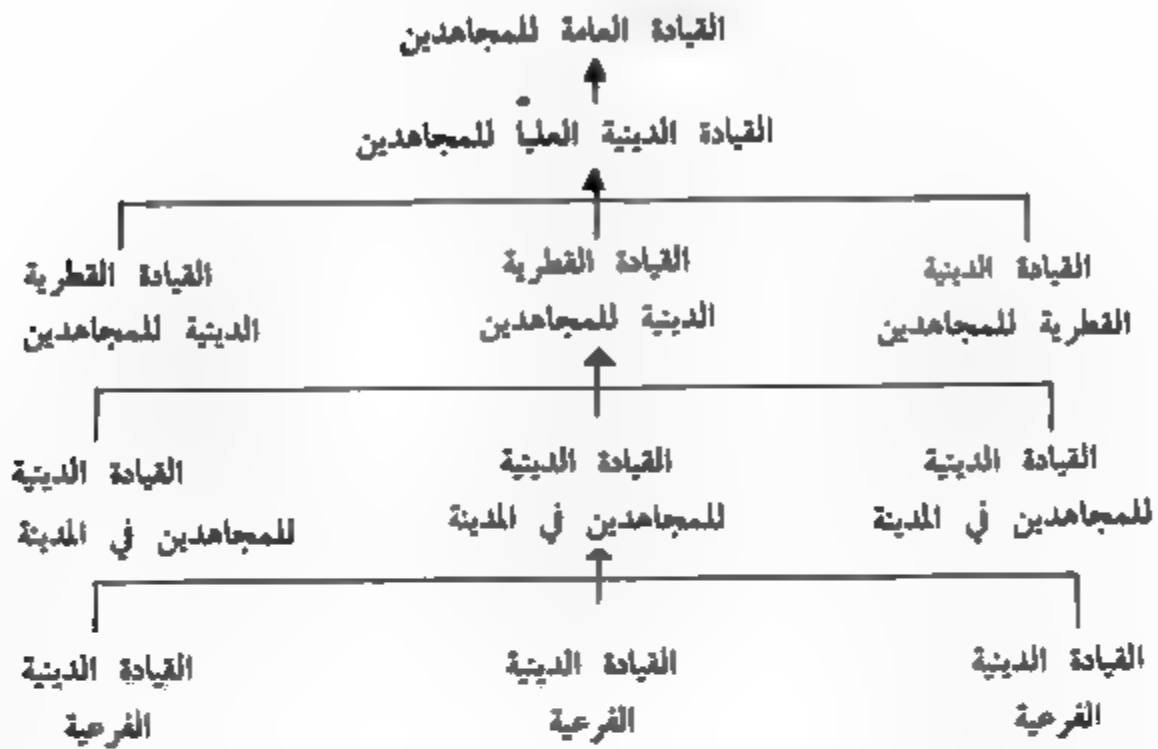 القيادة العامة للمجاهدين
القيادة الدينية العليا للمجاهدين
القيادة الدينية
القطرية للمجاهدين
القيادة القطرية
الدينية للمجاهدين
القيادة القطرية
الدينية للمجاهدين
القيادة الدينية
للمجاهدين في المدينة
القيادة الدينية
للمجاهدين في المدينة
القيادة الدينية
للمجاهدين في المدينة
القيادة الدينية
الفرعية
القيادة الدينية
الفرعية
القيادة الدينية
الفرعية